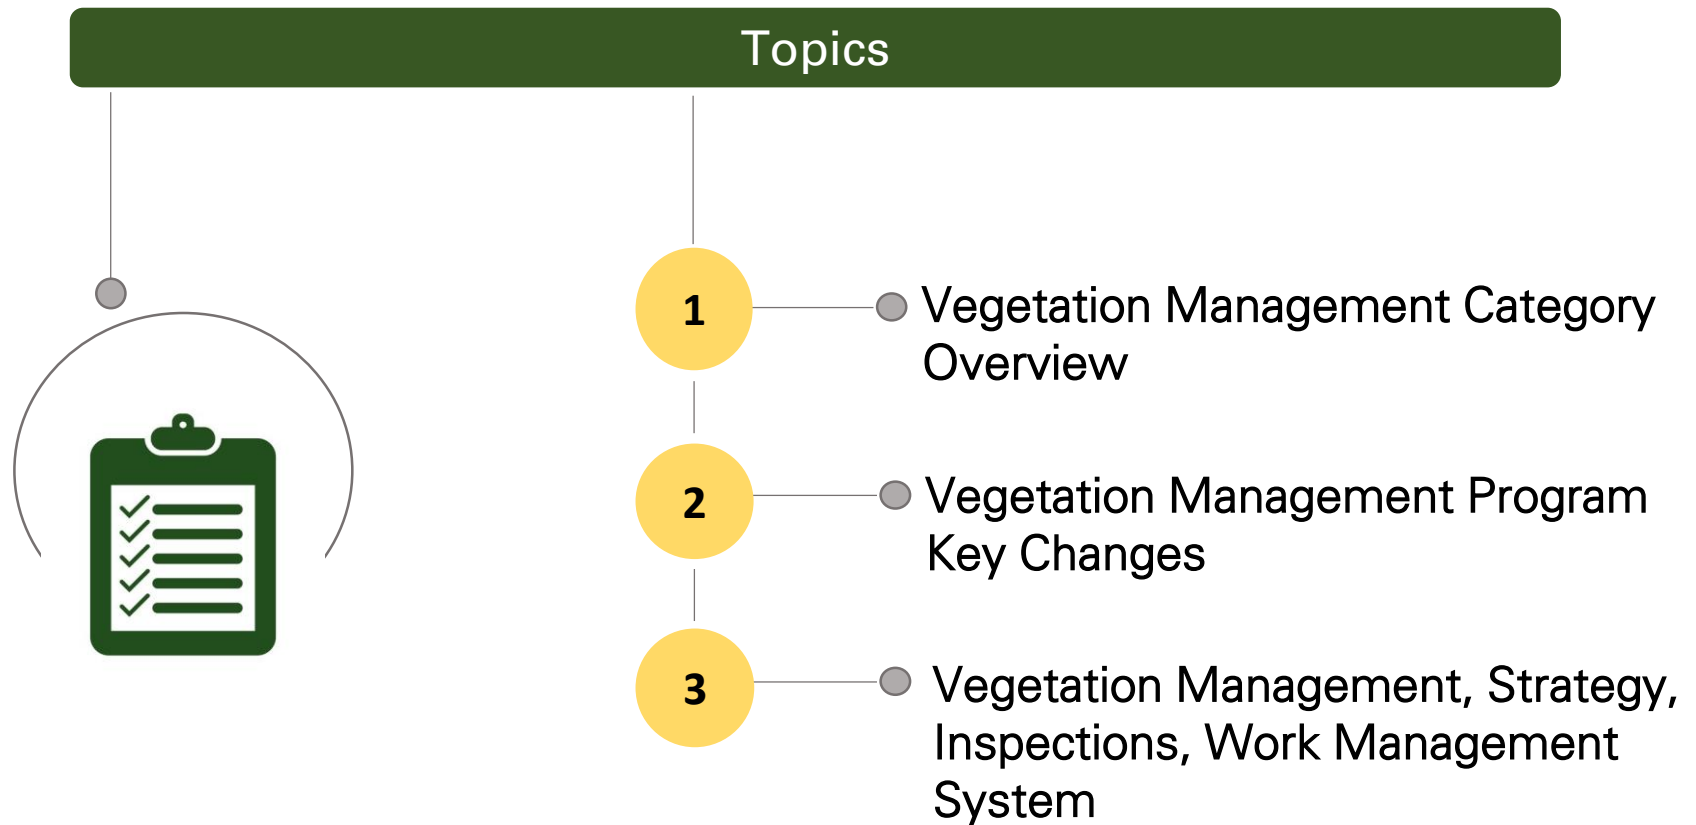 Topics
1
Vegetation Management Category
Overview
2
Vegetation Management Program
Key Changes
3
Vegetation Management, Strategy,
Inspections, Work Management
System